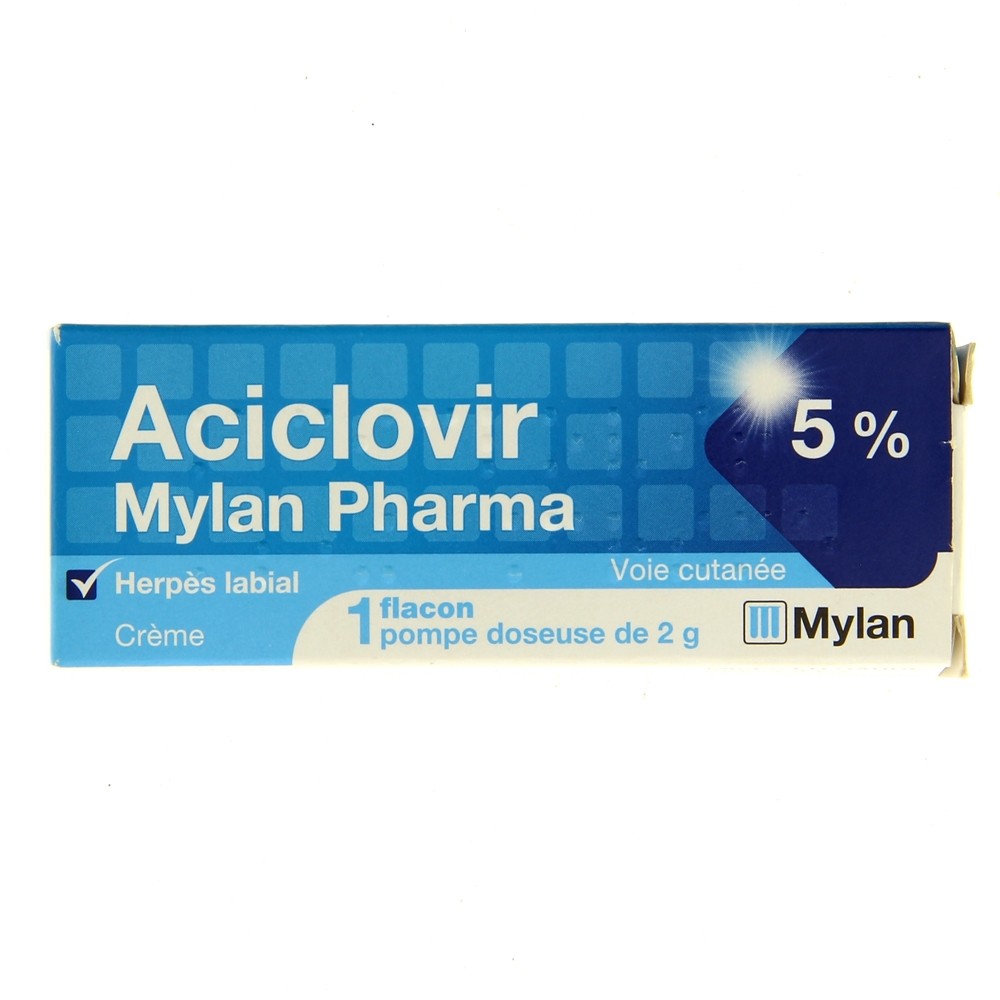 Aciclovir
Mylan Pharma
5 %
Herpès labial
Voie cutanée
Crème
1 flacon
pompe doseuse de 2 g
Mylan